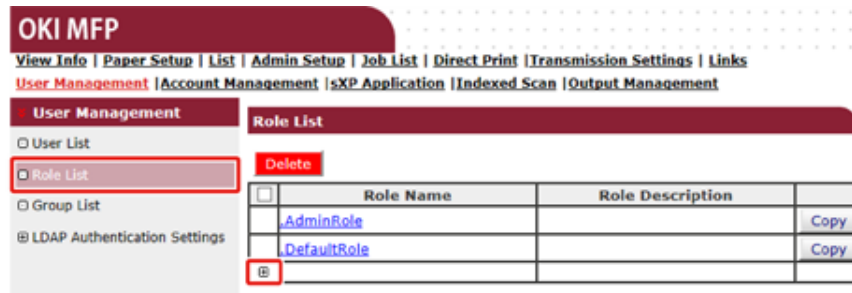 OKI MFP
View Info | Paper Setup | List | Admin Setup | Job List | Direct Print |Transmission Settings | Links
User Management |Account Management |sXP Application |Indexed Scan |Output Management
User Management
Role List
User List
Role List
Delete
Group List
Role Name Role Description
LDAP Authentication Settings
.AdminRole Copy
.DefaultRole Copy